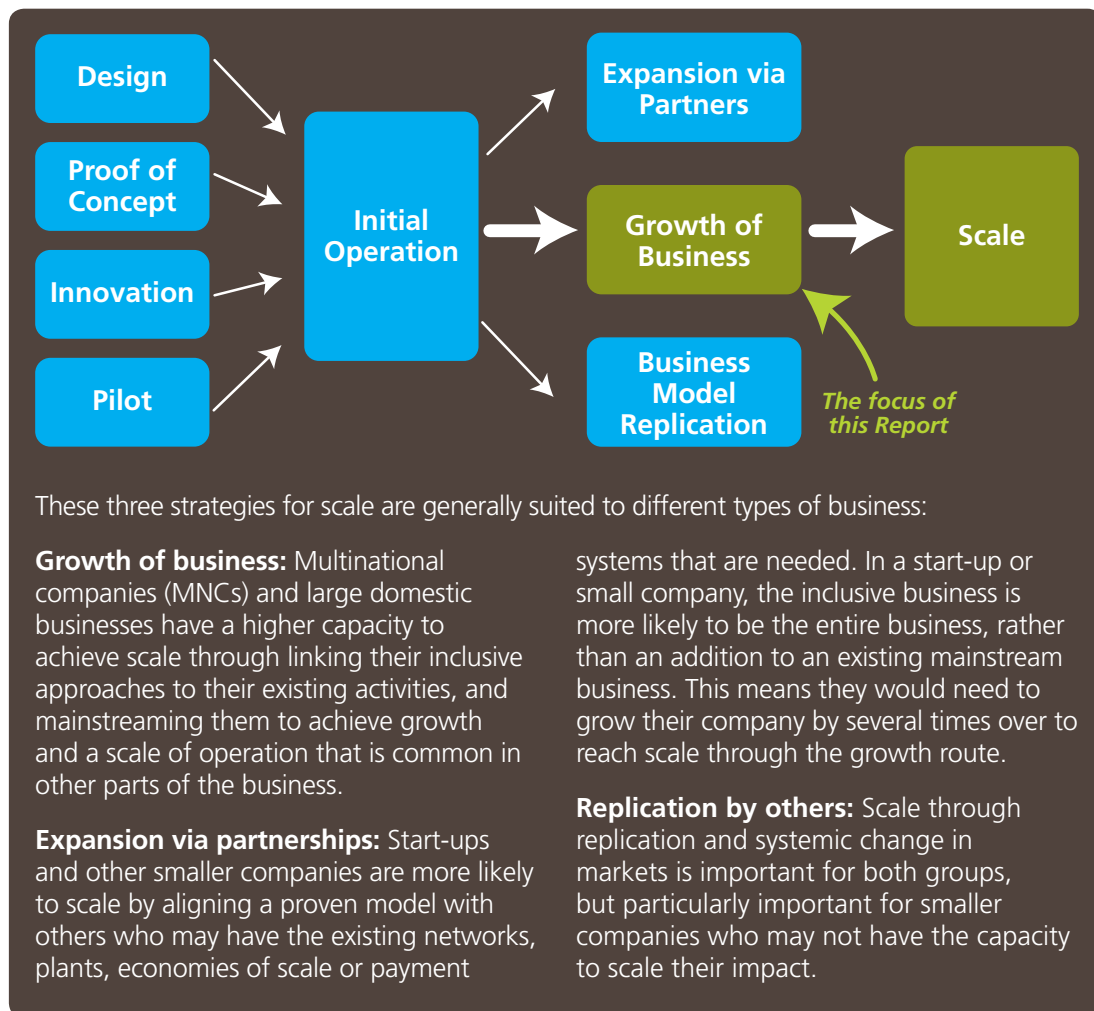 Design
Proof of
Concept
Innovation
Pilot
Initial
Operation
Expansion via
Partners
Growth of
Business
Business
Model
Replication
Scale
The focus of
this Report
These three strategies for scale are generally suited to different types of business:
Growth of business: Multinational
companies (MNCs) and large domestic
businesses have a higher capacity to
achieve scale through linking their inclusive
approaches to their existing activities, and
mainstreaming them to achieve growth
and a scale of operation that is common in
other parts of the business.
Expansion via partnerships: Start-ups
and other smaller companies are more likely
to scale by aligning a proven model with
others who may have the existing networks,
plants, economies of scale or payment
systems that are needed. In a start-up or
small company, the inclusive business is
more likely to be the entire business, rather
than an addition to an existing mainstream
business. This means they would need to
grow their company by several times over to
reach scale through the growth route.
Replication by others: Scale through
replication and systemic change in
markets is important for both groups,
but particularly important for smaller
companies who may not have the capacity
to scale their impact.